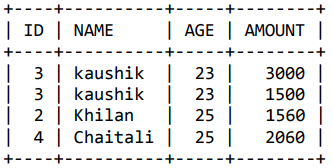 +----+----------+-----+--------+
| ID | NAME     | AGE | AMOUNT |
+----+----------+-----+--------+
|  3 | kaushik  |  23 |   3000 |
|  3 | kaushik  |  23 |   1500 |
|  2 | Khilan   |  25 |   1560 |
|  4 | Chaitali |  25 |   2060 |
+----+----------+-----+--------+